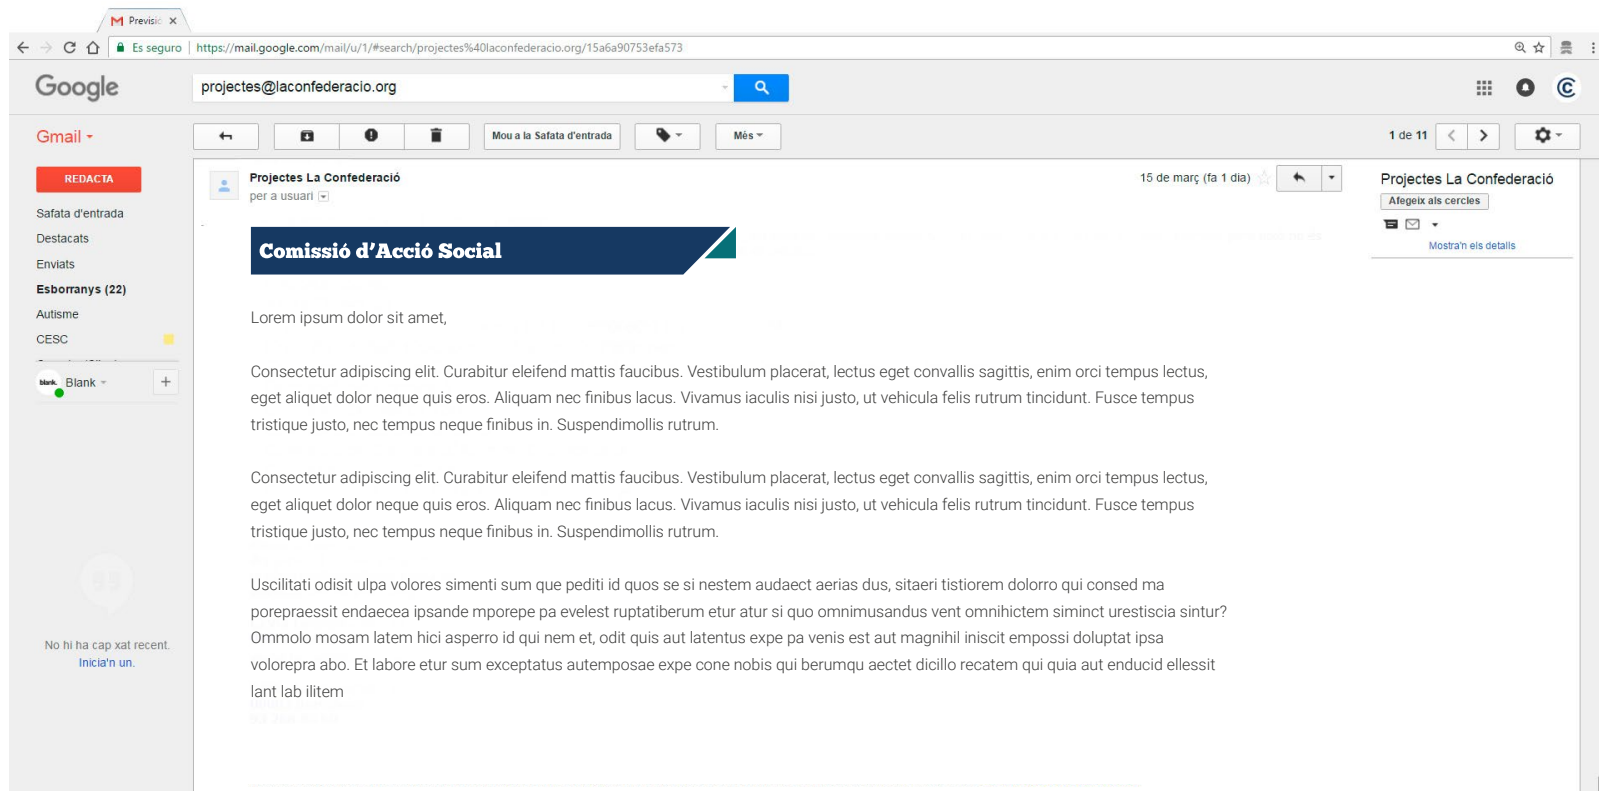 Previsió
Es seguro
https://mail.google.com/mail/u/1/#search/projectes%40laconfederacio.org/15a6a90753efa573
Google
projectes@laconfederacio.org
Gmail
Mou a la Safata d'entrada
Més
1 de 11
REDACTA
Safata d'entrada
Destacats
Enviats
Esborranys (22)
Autisme
CESC
blank.
Blank
No hi ha cap xat recent.
Inicia'n un.
Projectes La Confederació
per a usuari
15 de març (fa 1 dia)
Comissió d'Acció Social
Lorem ipsum dolor sit amet,
Consectetur adipiscing elit. Curabitur eleifend mattis faucibus. Vestibulum placerat, lectus eget convallis sagittis, enim orci tempus lectus,
eget aliquet dolor neque quis eros. Aliquam nec finibus lacus. Vivamus iaculis nisi justo, ut vehicula felis rutrum tincidunt. Fusce tempus
tristique justo, nec tempus neque finibus in. Suspendimollis rutrum.
Consectetur adipiscing elit. Curabitur eleifend mattis faucibus. Vestibulum placerat, lectus eget convallis sagittis, enim orci tempus lectus,
eget aliquet dolor neque quis eros. Aliquam nec finibus lacus. Vivamus iaculis nisi justo, ut vehicula felis rutrum tincidunt. Fusce tempus
tristique justo, nec tempus neque finibus in. Suspendimollis rutrum.
Uscilitati odisit ulpa volores simenti sum que pediti id quos se si nestem audaect aerias dus, sitaeri tistiorem dolorro qui consed ma
porepraessit endaecea ipsande mporepe pa evelest ruptatiberum etur atur si quo omnimusandus vent omnihictem siminct urestiscia sintur?
Ommolo mosam latem hici asperro id qui nem et, odit quis aut latentus expe pa venis est aut magnihil iniscit empossi doluptat ipsa
volorepra abo. Et labore etur sum exceptatus autemposae expe cone nobis qui berumqu aectet dicillo recatem qui quia aut enducid ellessit
lant lab ilitem
Projectes La Confederació
Afegeix als cercles
Mostra'n els detalls